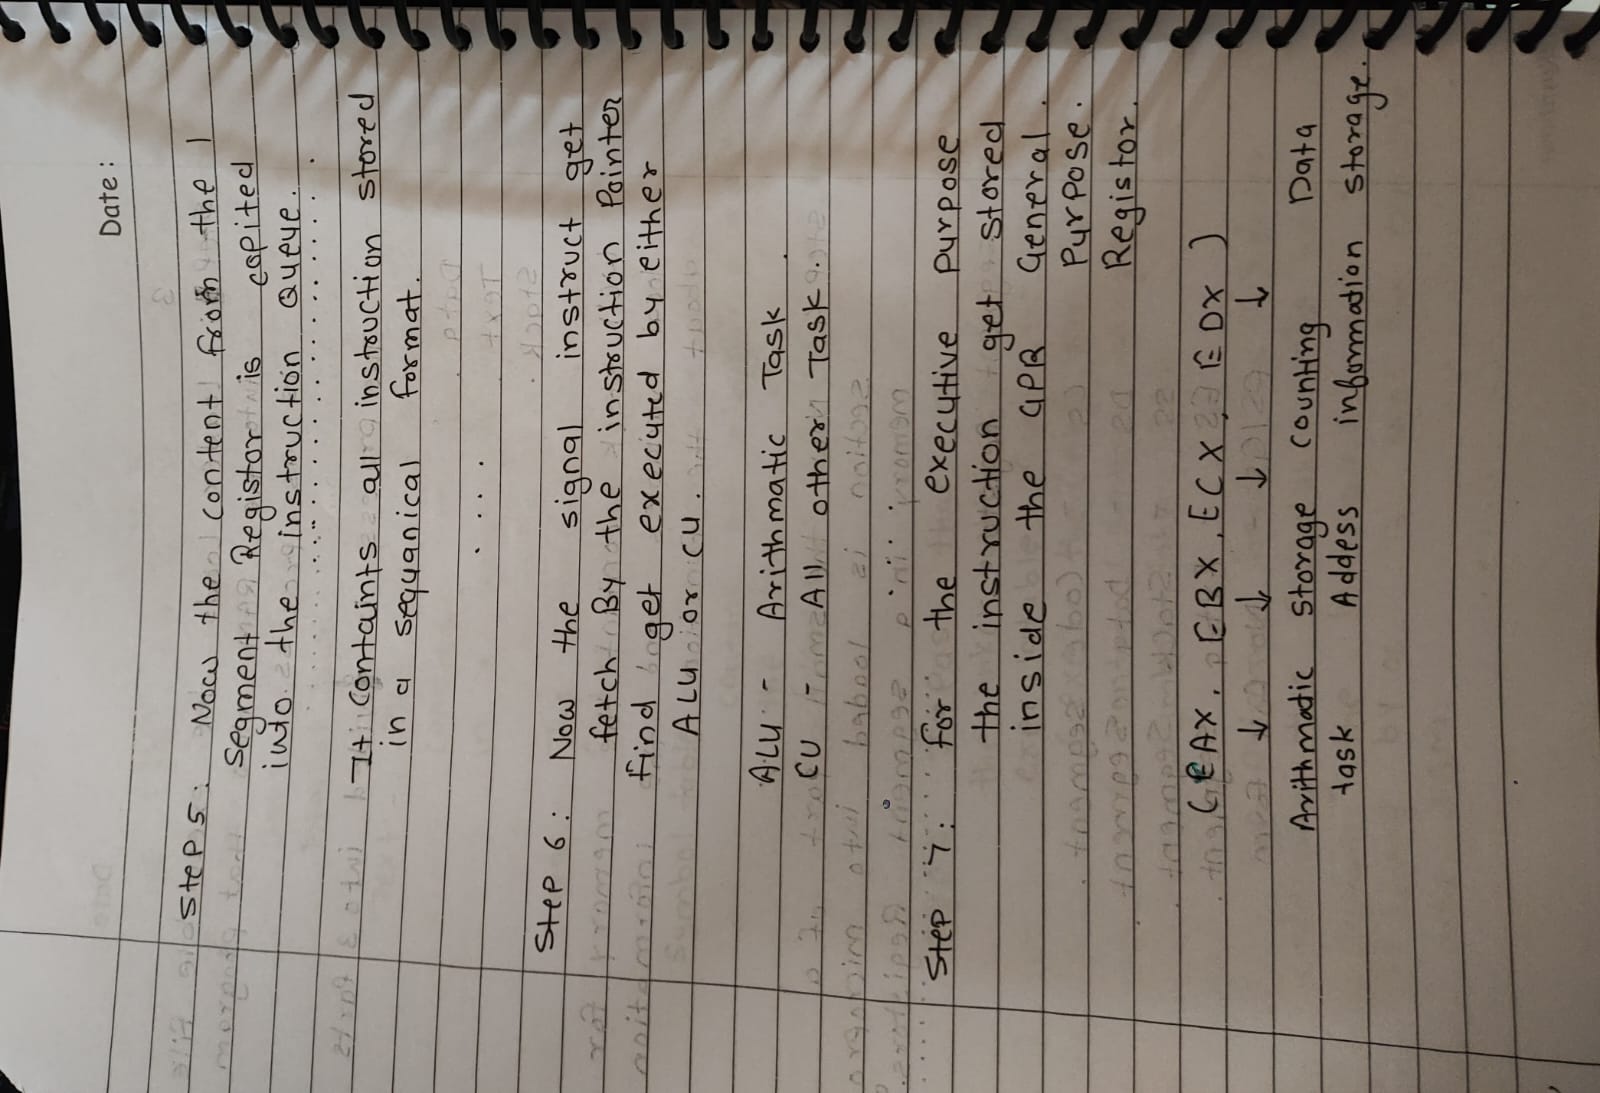 Date:
Step 5: Now the content from the
Segment Registor is copited
into the instruction Queue.
It Containts all instruction stored
in a sequanical format.
Step 6: Now the signal instruct get
fetch By the instruction Pointer
find get executed by either
ALU or CU.
ALU - Arithmatic Task.
CU - All other Task.
Step 7: for the executive purpose
the instruction get stored
inside the GPR General.
Purpose.
Registor.
(EAX, EBX, ECX, EDX)
↓ ↓ ↓ ↓
Arithmadic Storage Counting Data
task Addess information storage.